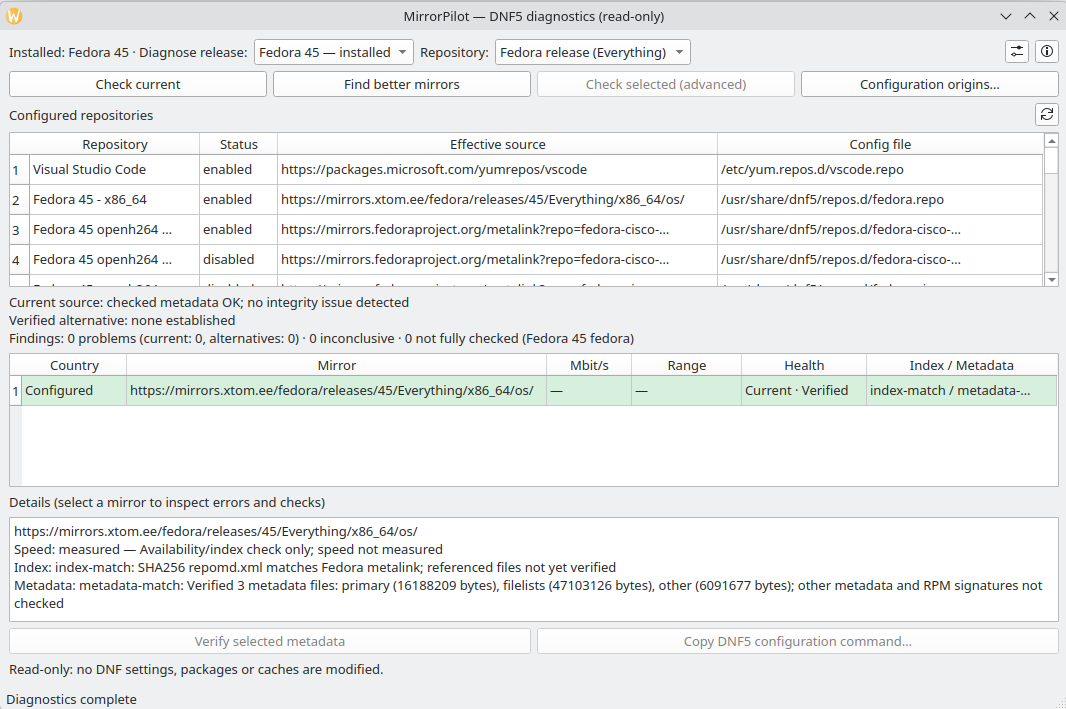 MirrorPilot — DNF5 diagnostics (read-only)
Installed: Fedora 45 · Diagnose release: Fedora 45 — installed Repository: Fedora release (Everything)
Check current Find better mirrors Check selected (advanced) Configuration origins...
Configured repositories
Repository Status Effective source Config file
1 Visual Studio Code enabled https://packages.microsoft.com/yumrepos/vscode /etc/yum.repos.d/vscode.repo
2 Fedora 45 - x86_64 enabled https://mirrors.xtom.ee/fedora/releases/45/Everything/x86_64/os/ /usr/share/dnf5/repos.d/fedora.repo
3 Fedora 45 openh264 ... enabled https://mirrors.fedoraproject.org/metalink?repo=fedora-cisco-... /usr/share/dnf5/repos.d/fedora-cisco-...
4 Fedora 45 openh264 ... disabled https://mirrors.fedoraproject.org/metalink?repo=fedora-cisco-... /usr/share/dnf5/repos.d/fedora-cisco-...
Current source: checked metadata OK; no integrity issue detected
Verified alternative: none established
Findings: 0 problems (current: 0, alternatives: 0) · 0 inconclusive · 0 not fully checked (Fedora 45 fedora)
Country Mirror Mbit/s Range Health Index / Metadata
1 Configured https://mirrors.xtom.ee/fedora/releases/45/Everything/x86_64/os/ — — Current · Verified index-match / metadata-...
Details (select a mirror to inspect errors and checks)
https://mirrors.xtom.ee/fedora/releases/45/Everything/x86_64/os/
Speed: measured — Availability/index check only; speed not measured
Index: index-match: SHA256 repomd.xml matches Fedora metalink; referenced files not yet verified
Metadata: metadata-match: Verified 3 metadata files: primary (16188209 bytes), filelists (47103126 bytes), other (6091677 bytes); other metadata and RPM signatures not
checked
Verify selected metadata Copy DNF5 configuration command...
Read-only: no DNF settings, packages or caches are modified.
Diagnostics complete